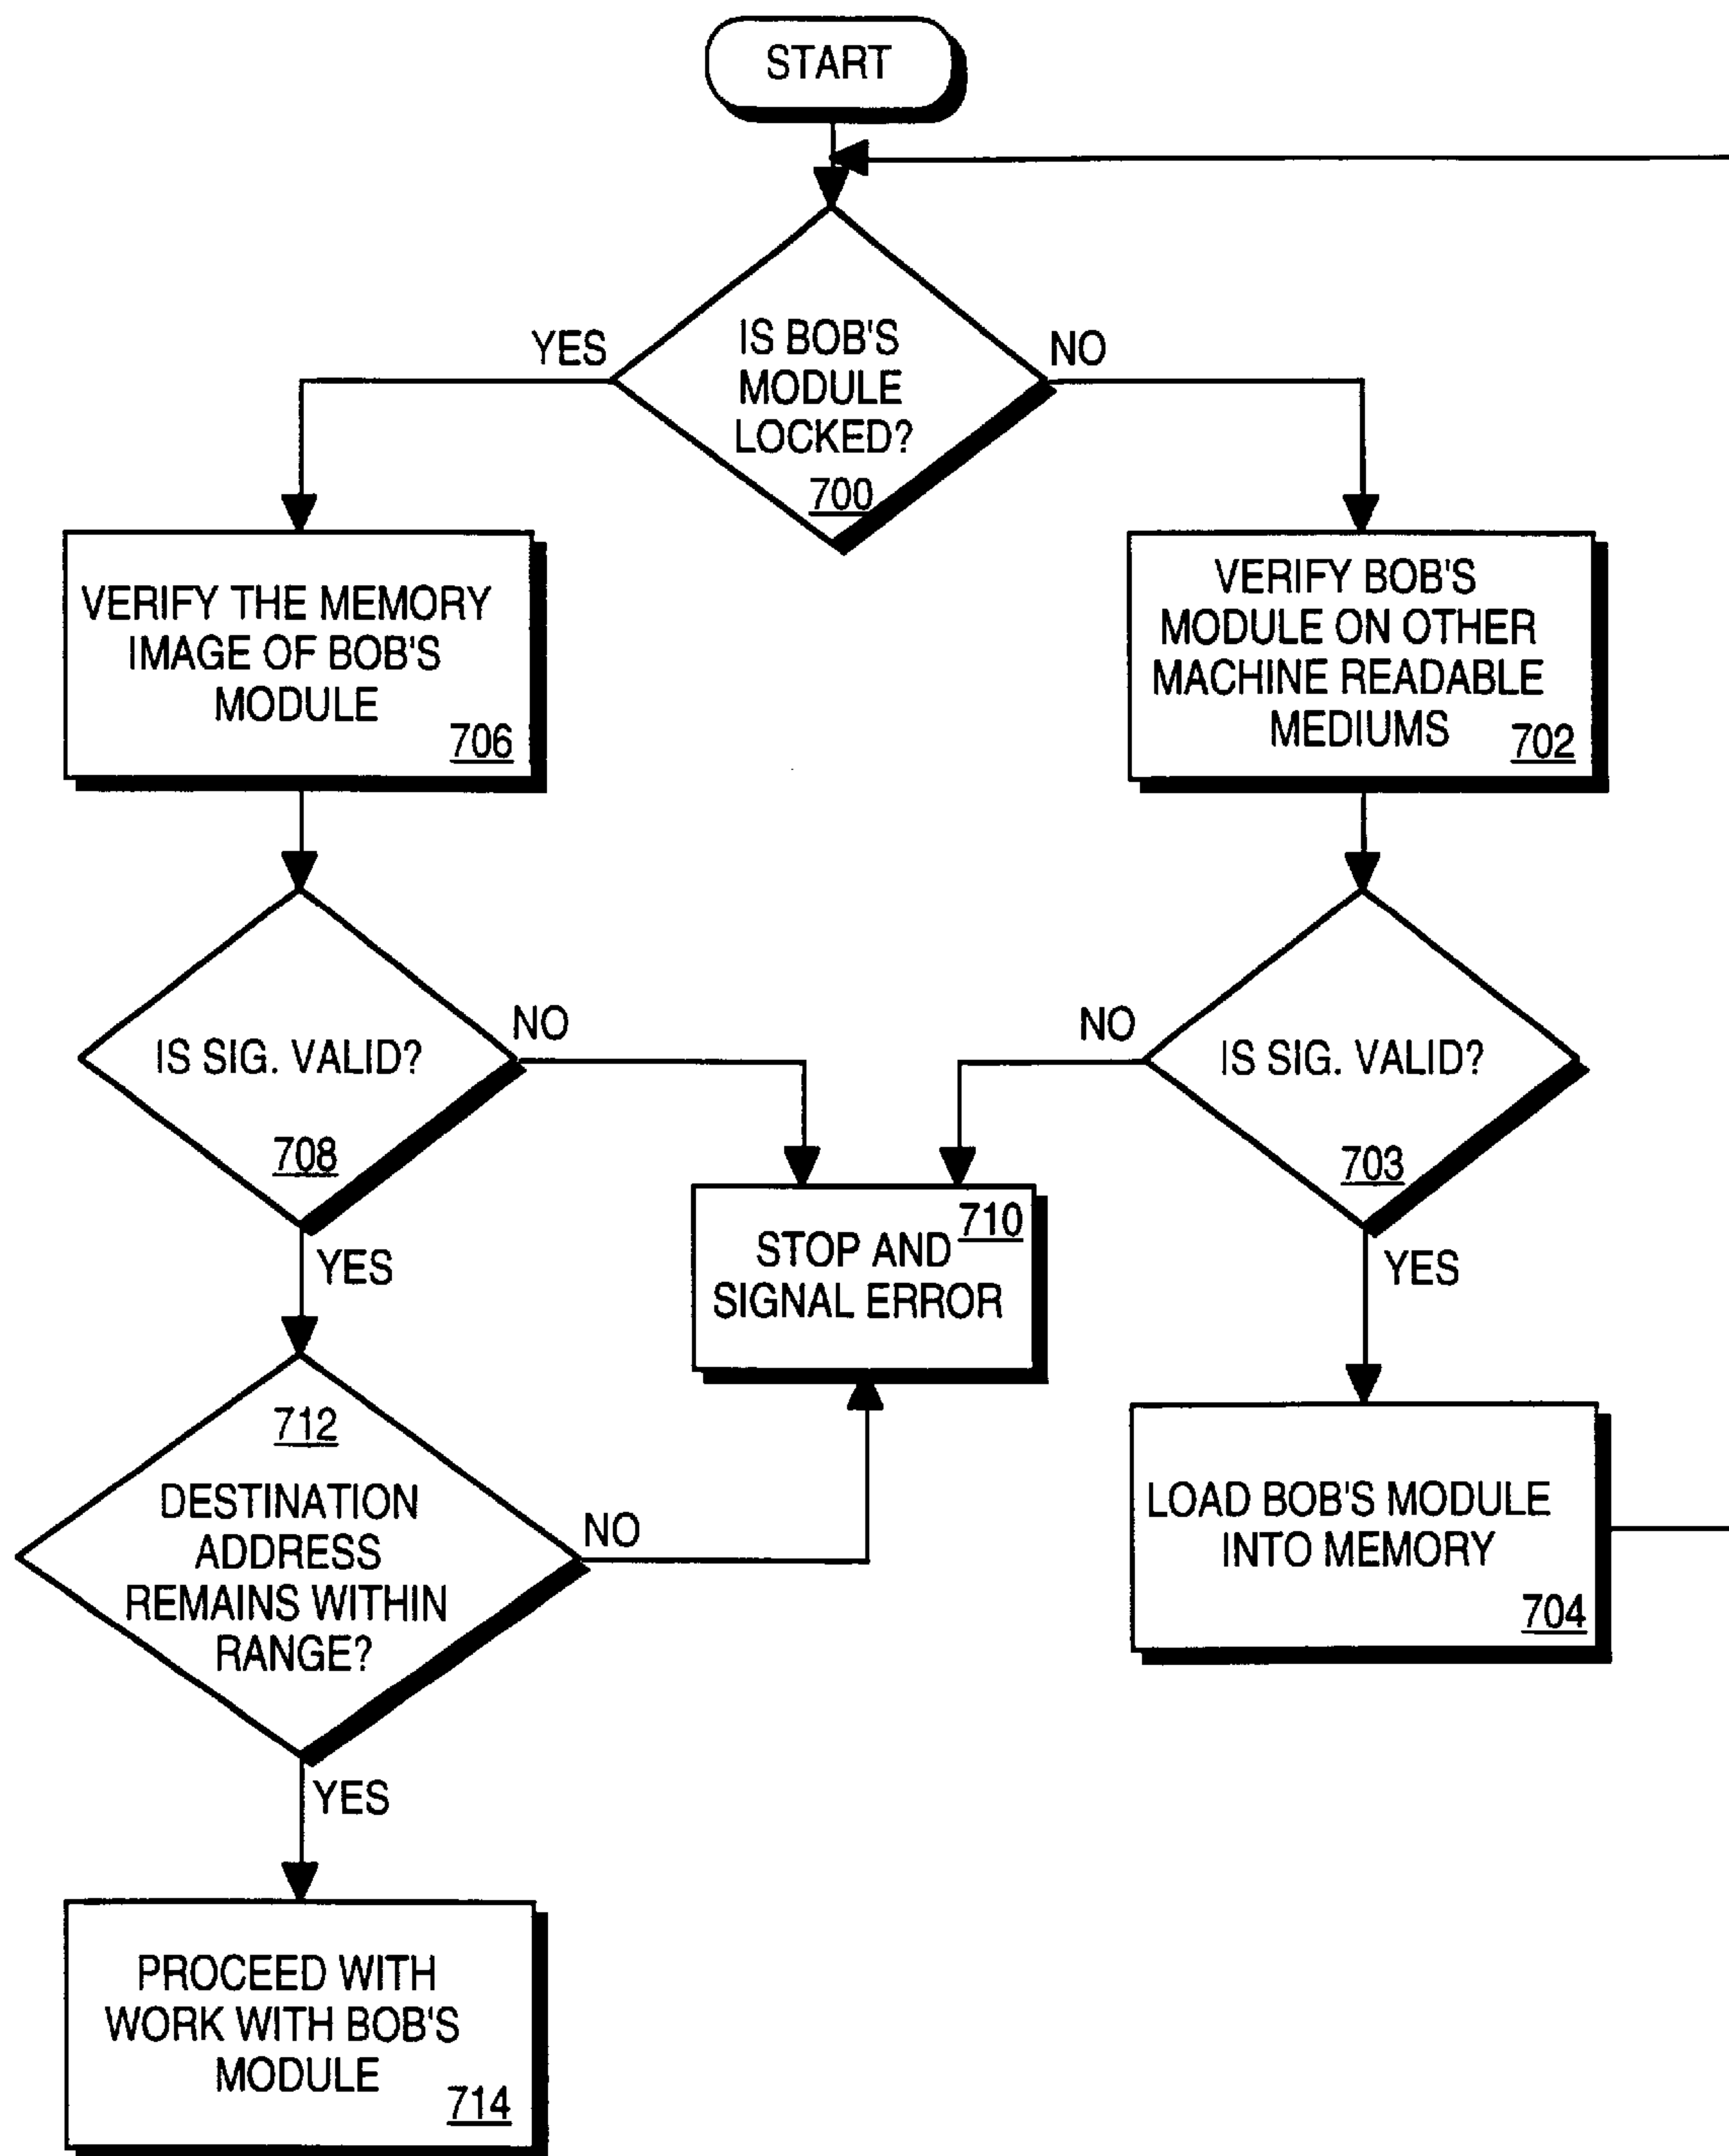 START
IS BOB'S
MODULE
LOCKED?
700
YES
NO
VERIFY THE MEMORY
IMAGE OF BOB'S
MODULE
706
VERIFY BOB'S
MODULE ON OTHER
MACHINE READABLE
MEDIUMS
702
IS SIG. VALID?
708
NO
YES
IS SIG. VALID?
703
NO
YES
710
STOP AND
SIGNAL ERROR
712
DESTINATION
ADDRESS
REMAINS WITHIN
RANGE?
NO
YES
LOAD BOB'S MODULE
INTO MEMORY
704
PROCEED WITH
WORK WITH BOB'S
MODULE
714